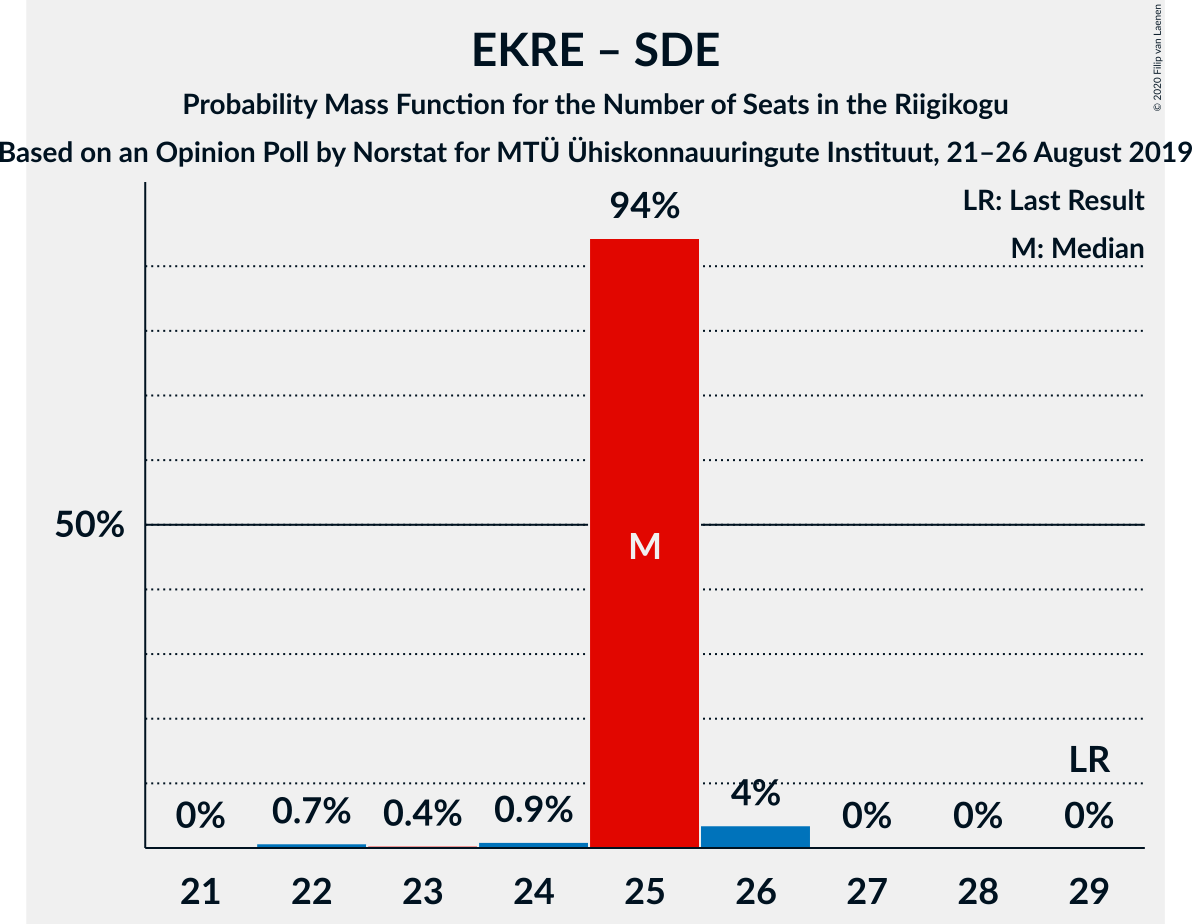 EKRE – SDE
Probability Mass Function for the Number of Seats in the Riigikogu
Based on an Opinion Poll by Norstat for MTÜ Ühiskonnauuringute Instituut, 21–26 August 2019
© 2020 Filip van Laenen
LR: Last Result
M: Median
94%
50%
M
LR
0% 0.7% 0.4% 0.9% 4% 0% 0% 0%
21 22 23 24 25 26 27 28 29